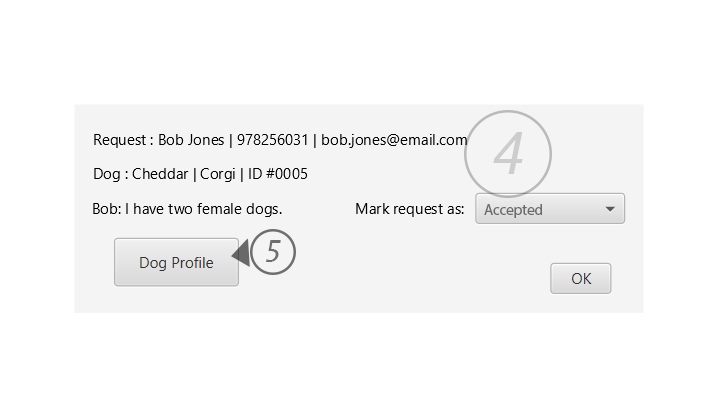 Request : Bob Jones | 978256031 | bob.jones@email.com
4
Dog : Cheddar | Corgi | ID #0005
Bob: I have two female dogs.
Mark request as:
Accepted
Dog Profile
5
OK